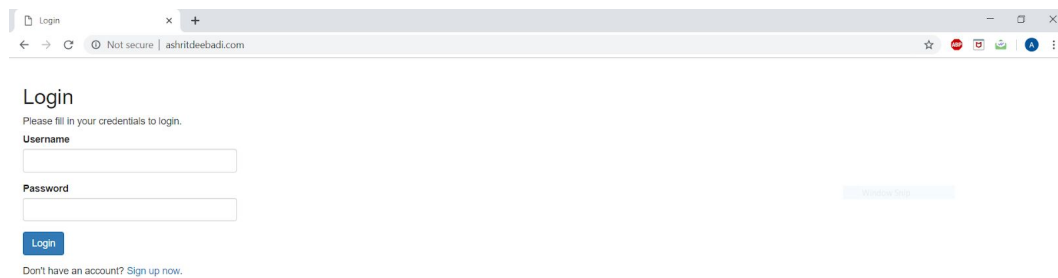 Login
Not secure | ashritdeebadi.com
ABP
A
Login
Please fill in your credentials to login.
Username
Password
Login
Don't have an account? Sign up now.